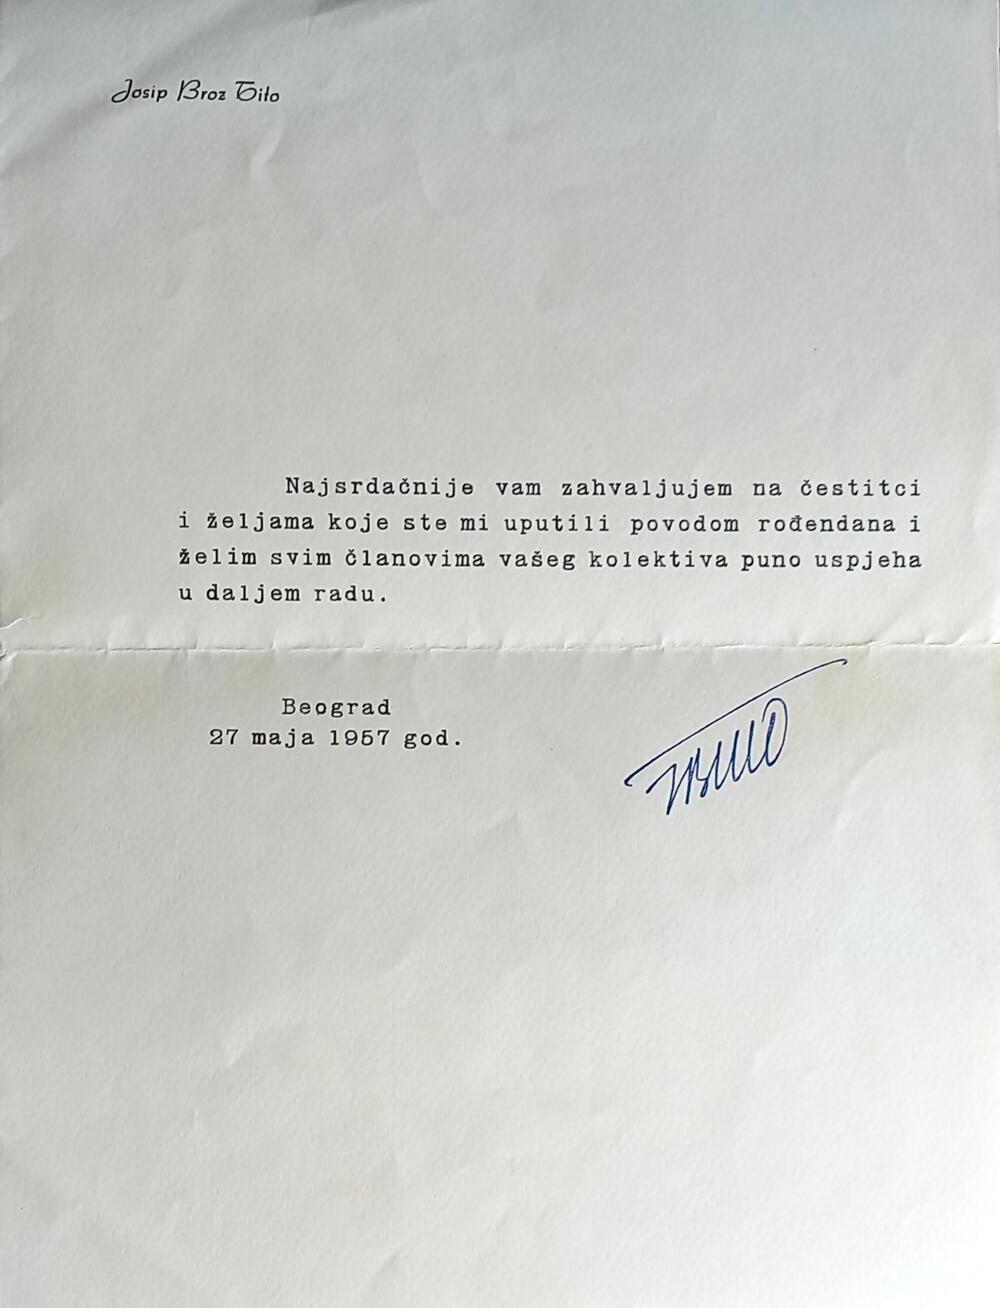 Josip Broz Tito
Najsrdačnije vam zahvaljujem na čestitci
i željama koje ste mi uputili povodom rođendana i
želim svim članovima vašeg kolektiva puno uspjeha
u daljem radu.
Beograd
27 maja 1957 god.
Tito